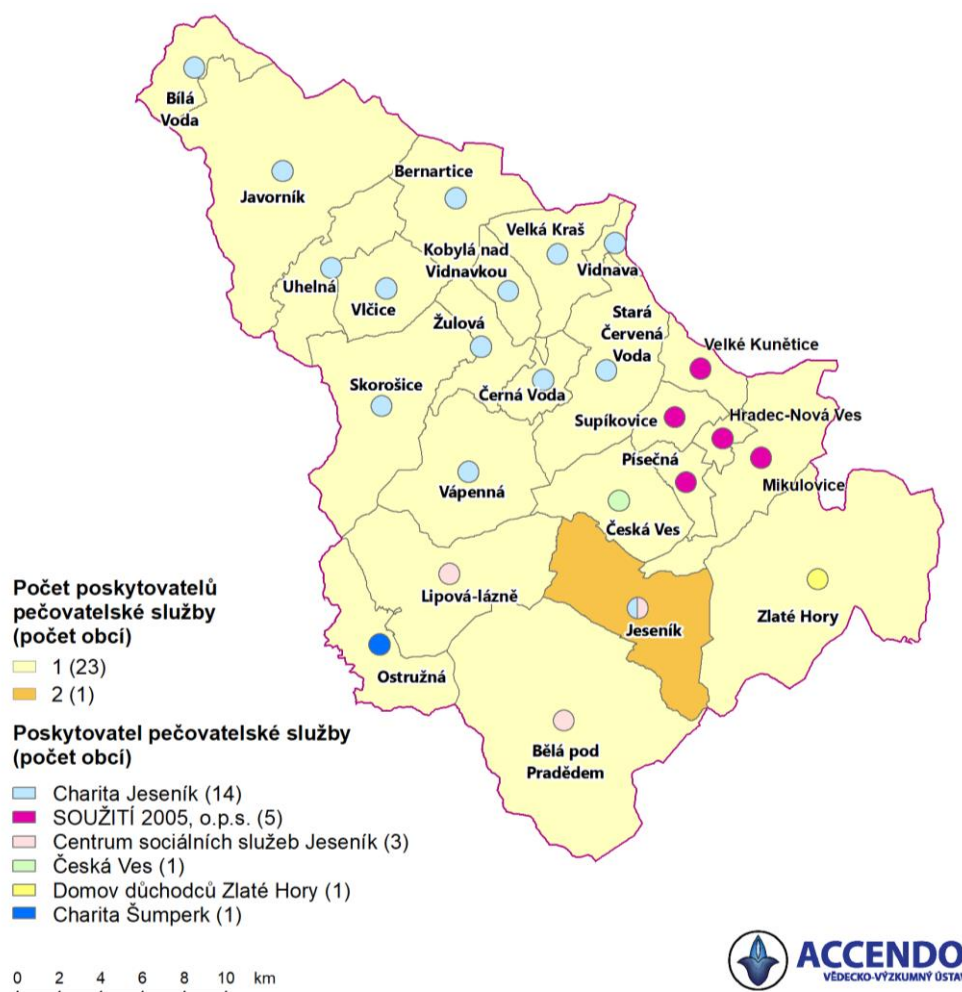 Bílá
Voda
Javorník
Bernartice
Velká Kraš
Kobylá nad
Vidnavkou
Vidnava
Uhelná
Vlčice
Stará
Červená
Voda
Žulová
Velké Kunětice
Skorošice
Černá Voda
Supíkovice
Hradec-Nová Ves
Písečná
Mikulovice
Vápenná
Česká Ves
Lipová-lázně
Jeseník
Zlaté Hory
Ostružná
Bělá pod
Pradědem
Počet poskytovatelů
pečovatelské služby
(počet obcí)
1 (23)
2 (1)
Poskytovatel pečovatelské služby
(počet obcí)
Charita Jeseník (14)
SOUŽITÍ 2005, o.p.s. (5)
Centrum sociálních služeb Jeseník (3)
Česká Ves (1)
Domov důchodců Zlaté Hory (1)
Charita Šumperk (1)
0 2 4 6 8 10 km
ACCENDO
VĚDECKO-VÝZKUMNÝ ÚSTAV